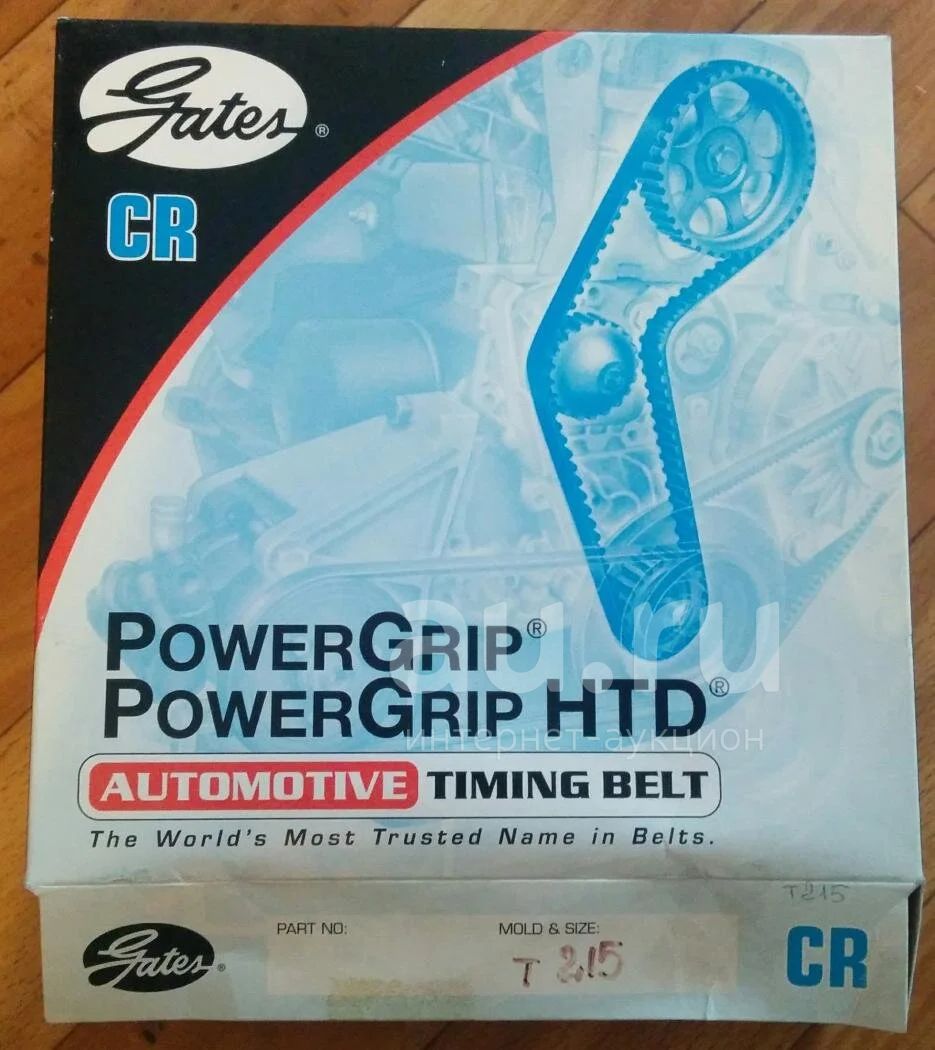 Gates®
CR
POWERGRIP®
POWERGRIP HTD®
au.ru
интернет-аукцион
AUTOMOTIVE TIMING BELT
The World's Most Trusted Name in Belts.
T 215
Gates®
PART NO:
MOLD & SIZE:
T 215
CR